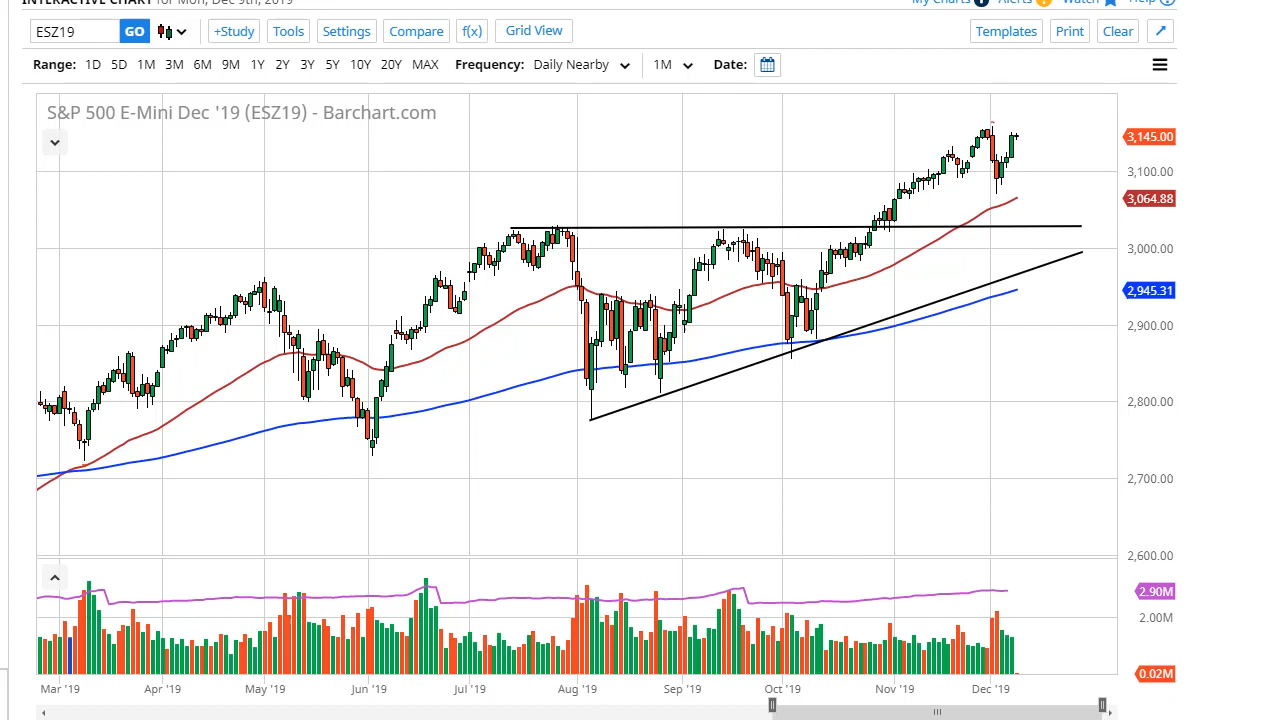 INTERACTIVE CHART for Mon, Dec 9th, 2019
My Charts Alerts Watch Help
ESZ19 GO +Study Tools Settings Compare f(x) Grid View Templates Print Clear
Range: 1D 5D 1M 3M 6M 9M 1Y 2Y 3Y 5Y 10Y 20Y MAX Frequency: Daily Nearby 1M Date:
S&P 500 E-Mini Dec '19 (ESZ19) - Barchart.com
3,145.00
3,100.00
3,064.88
3,000.00
2,945.31
2,900.00
2,800.00
2,700.00
2,600.00
2.90M
2.00M
0.02M
Mar '19 Apr '19 May '19 Jun '19 Jul '19 Aug '19 Sep '19 Oct '19 Nov '19 Dec '19